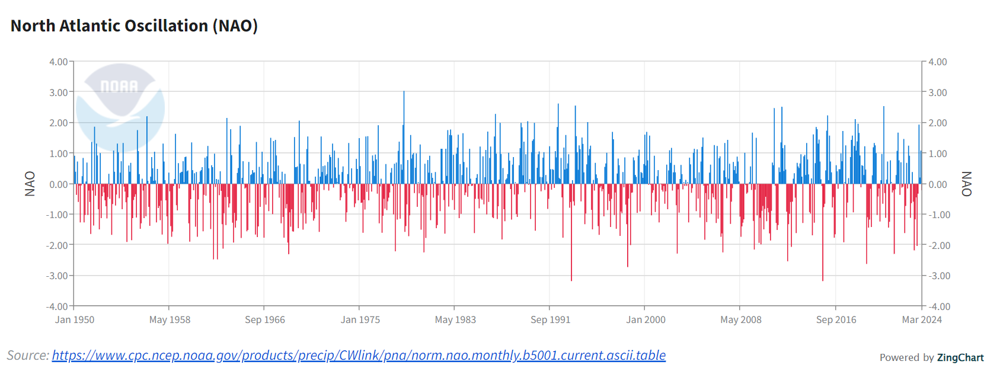 North Atlantic Oscillation (NAO)
NOAA
4.00
3.00
2.00
1.00
0.00
-1.00
-2.00
-3.00
-4.00
NAO
4.00
3.00
2.00
1.00
0.00
-1.00
-2.00
-3.00
-4.00
NAO
Jan 1950 May 1958 Sep 1966 Jan 1975 May 1983 Sep 1991 Jan 2000 May 2008 Sep 2016 Mar 2024
Source: https://www.cpc.ncep.noaa.gov/products/precip/CWlink/pna/norm.nao.monthly.b5001.current.ascii.table
Powered by ZingChart